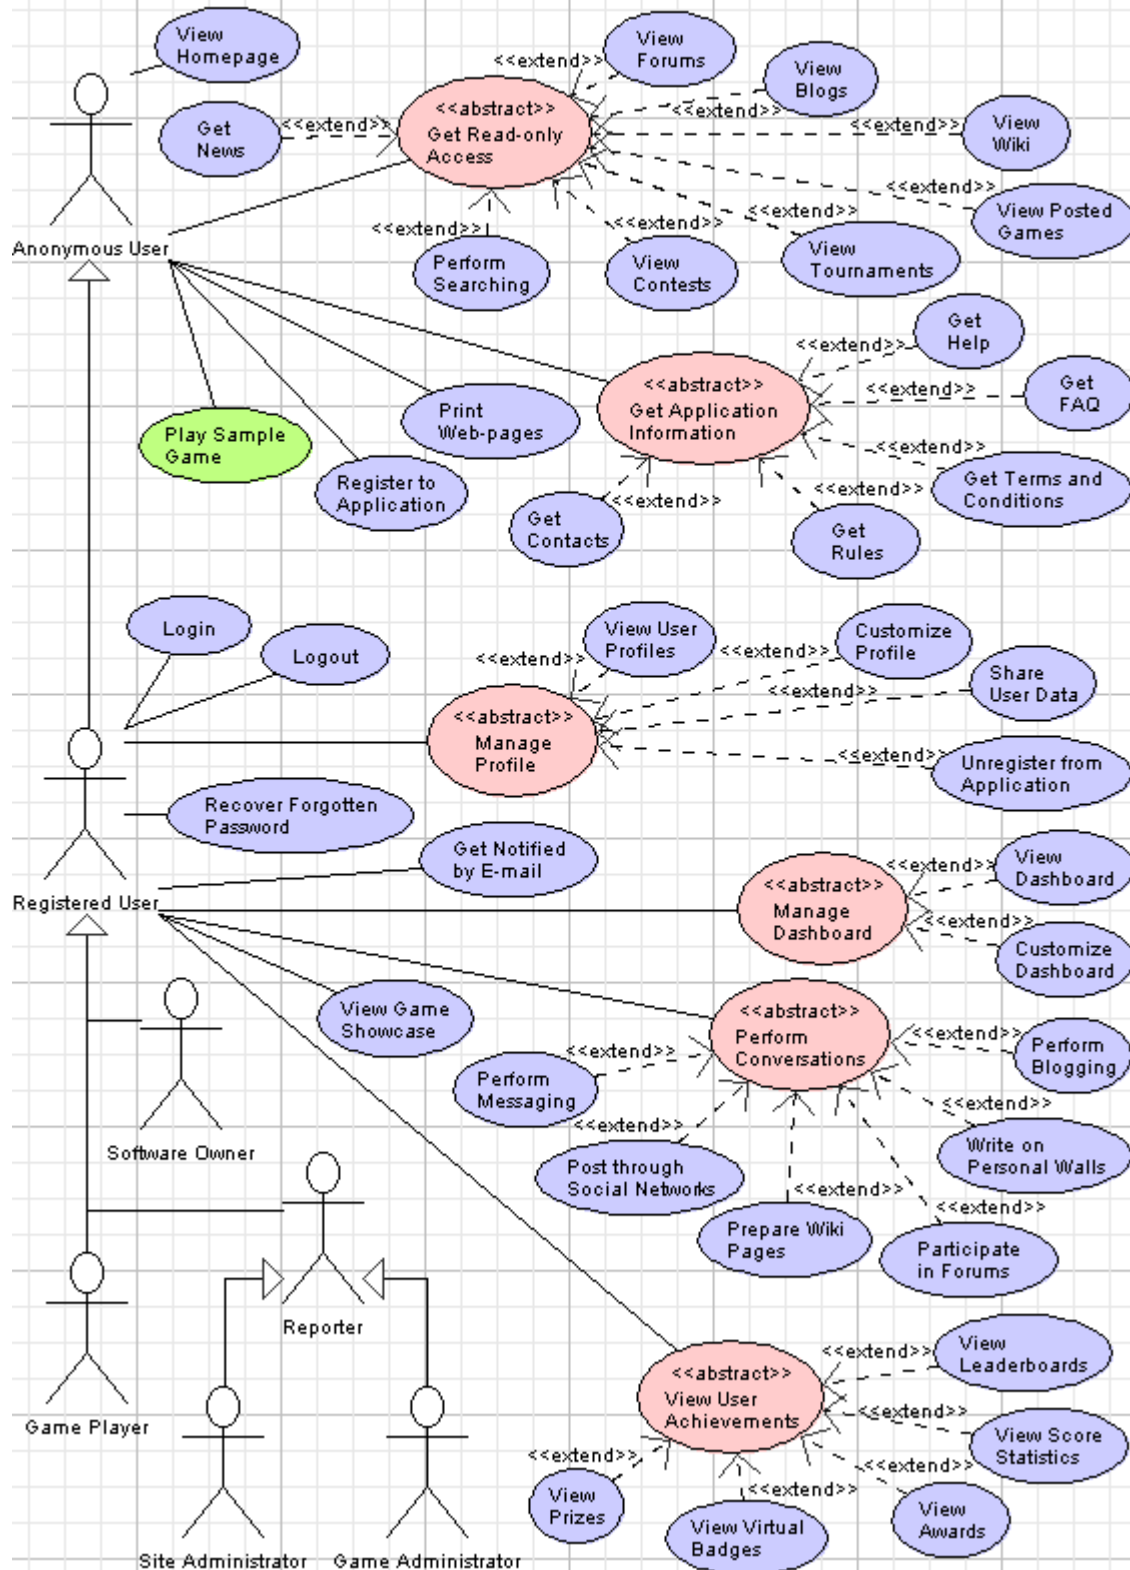 View
Homepage
View
Forums
<<extend>>
View
Blogs
<<abstract>>
Get Read-only
Access
Get
News
<<extend>>
<<extend>>
<<extend>>
View
Wiki
<<extend>>
View Posted
Games
<<extend>>
<<extend>>
<<extend>>
Anonymous User
Perform
Searching
View
Contests
View
Tournaments
Get
Help
<<extend>>
<<abstract>>
Get Application
Information
<<extend>>
Get
FAQ
Print
Web-pages
Play Sample
Game
Register to
Application
<<extend>>
<<extend>>
Get Terms and
Conditions
Get
Contacts
Get
Rules
Login
Logout
View User
Profiles
Customize
Profile
<<extend>>
<<extend>>
Share
User Data
<<extend>>
<<abstract>>
Manage
Profile
<<extend>>
Unregister from
Application
Recover Forgotten
Password
Get Notified
by E-mail
<<extend>>
View
Dashboard
<<abstract>>
Manage
Dashboard
Registered User
<<extend>>
Customize
Dashboard
View Game
Showcase
<<abstract>>
Perform
Conversations
<<extend>>
<<extend>>
Perform
Blogging
Perform
Messaging
<<extend>>
<<extend>>
Software Owner
Write on
Personal Walls
Post through
Social Networks
<<extend>>
<<extend>>
Prepare Wiki
Pages
Participate
in Forums
Reporter
<<extend>>
View
Leaderboards
<<abstract>>
View User
Achievements
Game Player
<<extend>>
View Score
Statistics
<<extend>>
<<extend>>
<<extend>>
View
Prizes
View Virtual
Badges
View
Awards
Site Administrator
Game Administrator